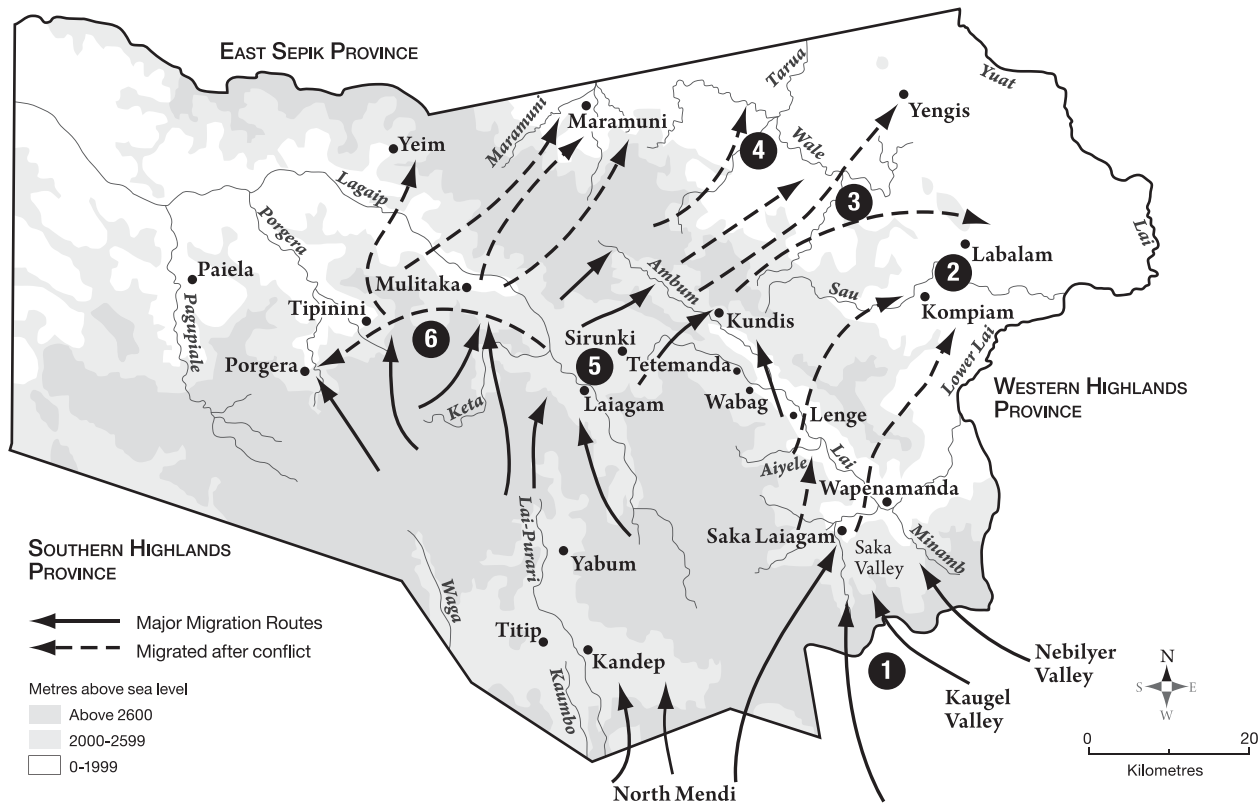 EAST SEPIK PROVINCE
Tarua
Yuat
Maramuni
Maramuni
Yengis
Yeim
4
Wale
Lagaip
3
Porgera
Lai
Labalam
Paiela
Ambum
2
Mulitaka
Sau
Kompiam
Pagupiale
Tipinini
Kundis
6
Sirunki
Lower Lai
Porgera
5
Tetemanda
WESTERN HIGHLANDS
PROVINCE
Keta
Laiagam
Wabag
Lenge
Lai
Aiyele
Wapenamanda
Lai-Purari
Saka Laiagam
Minamb
SOUTHERN HIGHLANDS
PROVINCE
Yabum
Saka
Valley
Waga
Major Migration Routes
Titip
Nebilyer
Valley
Migrated after conflict
Kandep
1
N
Kaumbo
Kaugel
Valley
S
E
W
Metres above sea level
Above 2600
2000-2599
0-1999
0
20
Kilometres
North Mendi